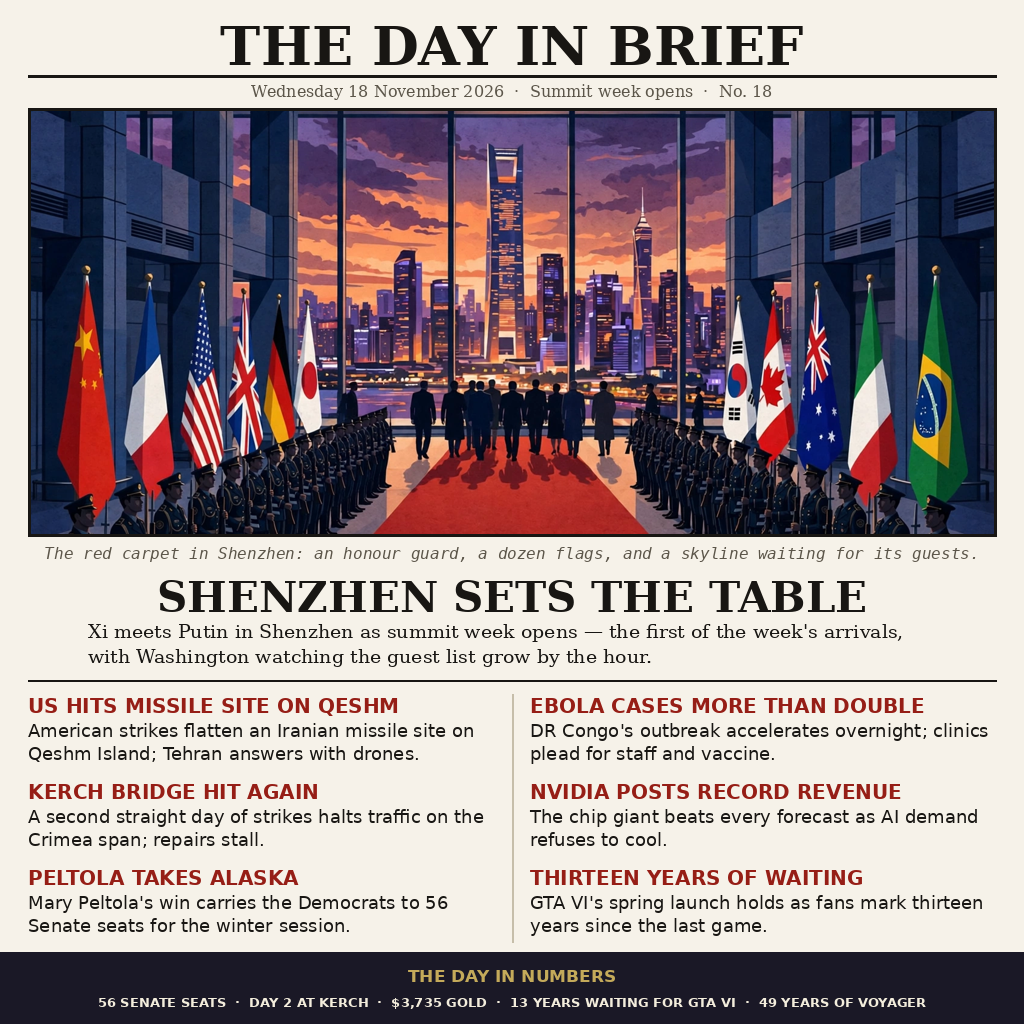 THE DAY IN BRIEF
Wednesday 18 November 2026 · Summit week opens · No. 18
The red carpet in Shenzhen: an honour guard, a dozen flags, and a skyline waiting for its guests.
SHENZHEN SETS THE TABLE
Xi meets Putin in Shenzhen as summit week opens — the first of the week's arrivals,
with Washington watching the guest list grow by the hour.
US HITS MISSILE SITE ON QESHM
American strikes flatten an Iranian missile site on
Qeshm Island; Tehran answers with drones.
KERCH BRIDGE HIT AGAIN
A second straight day of strikes halts traffic on the
Crimea span; repairs stall.
PELTOLA TAKES ALASKA
Mary Peltola's win carries the Democrats to 56
Senate seats for the winter session.
EBOLA CASES MORE THAN DOUBLE
DR Congo's outbreak accelerates overnight; clinics
plead for staff and vaccine.
NVIDIA POSTS RECORD REVENUE
The chip giant beats every forecast as AI demand
refuses to cool.
THIRTEEN YEARS OF WAITING
GTA VI's spring launch holds as fans mark thirteen
years since the last game.
THE DAY IN NUMBERS
56 SENATE SEATS · DAY 2 AT KERCH · $3,735 GOLD · 13 YEARS WAITING FOR GTA VI · 49 YEARS OF VOYAGER